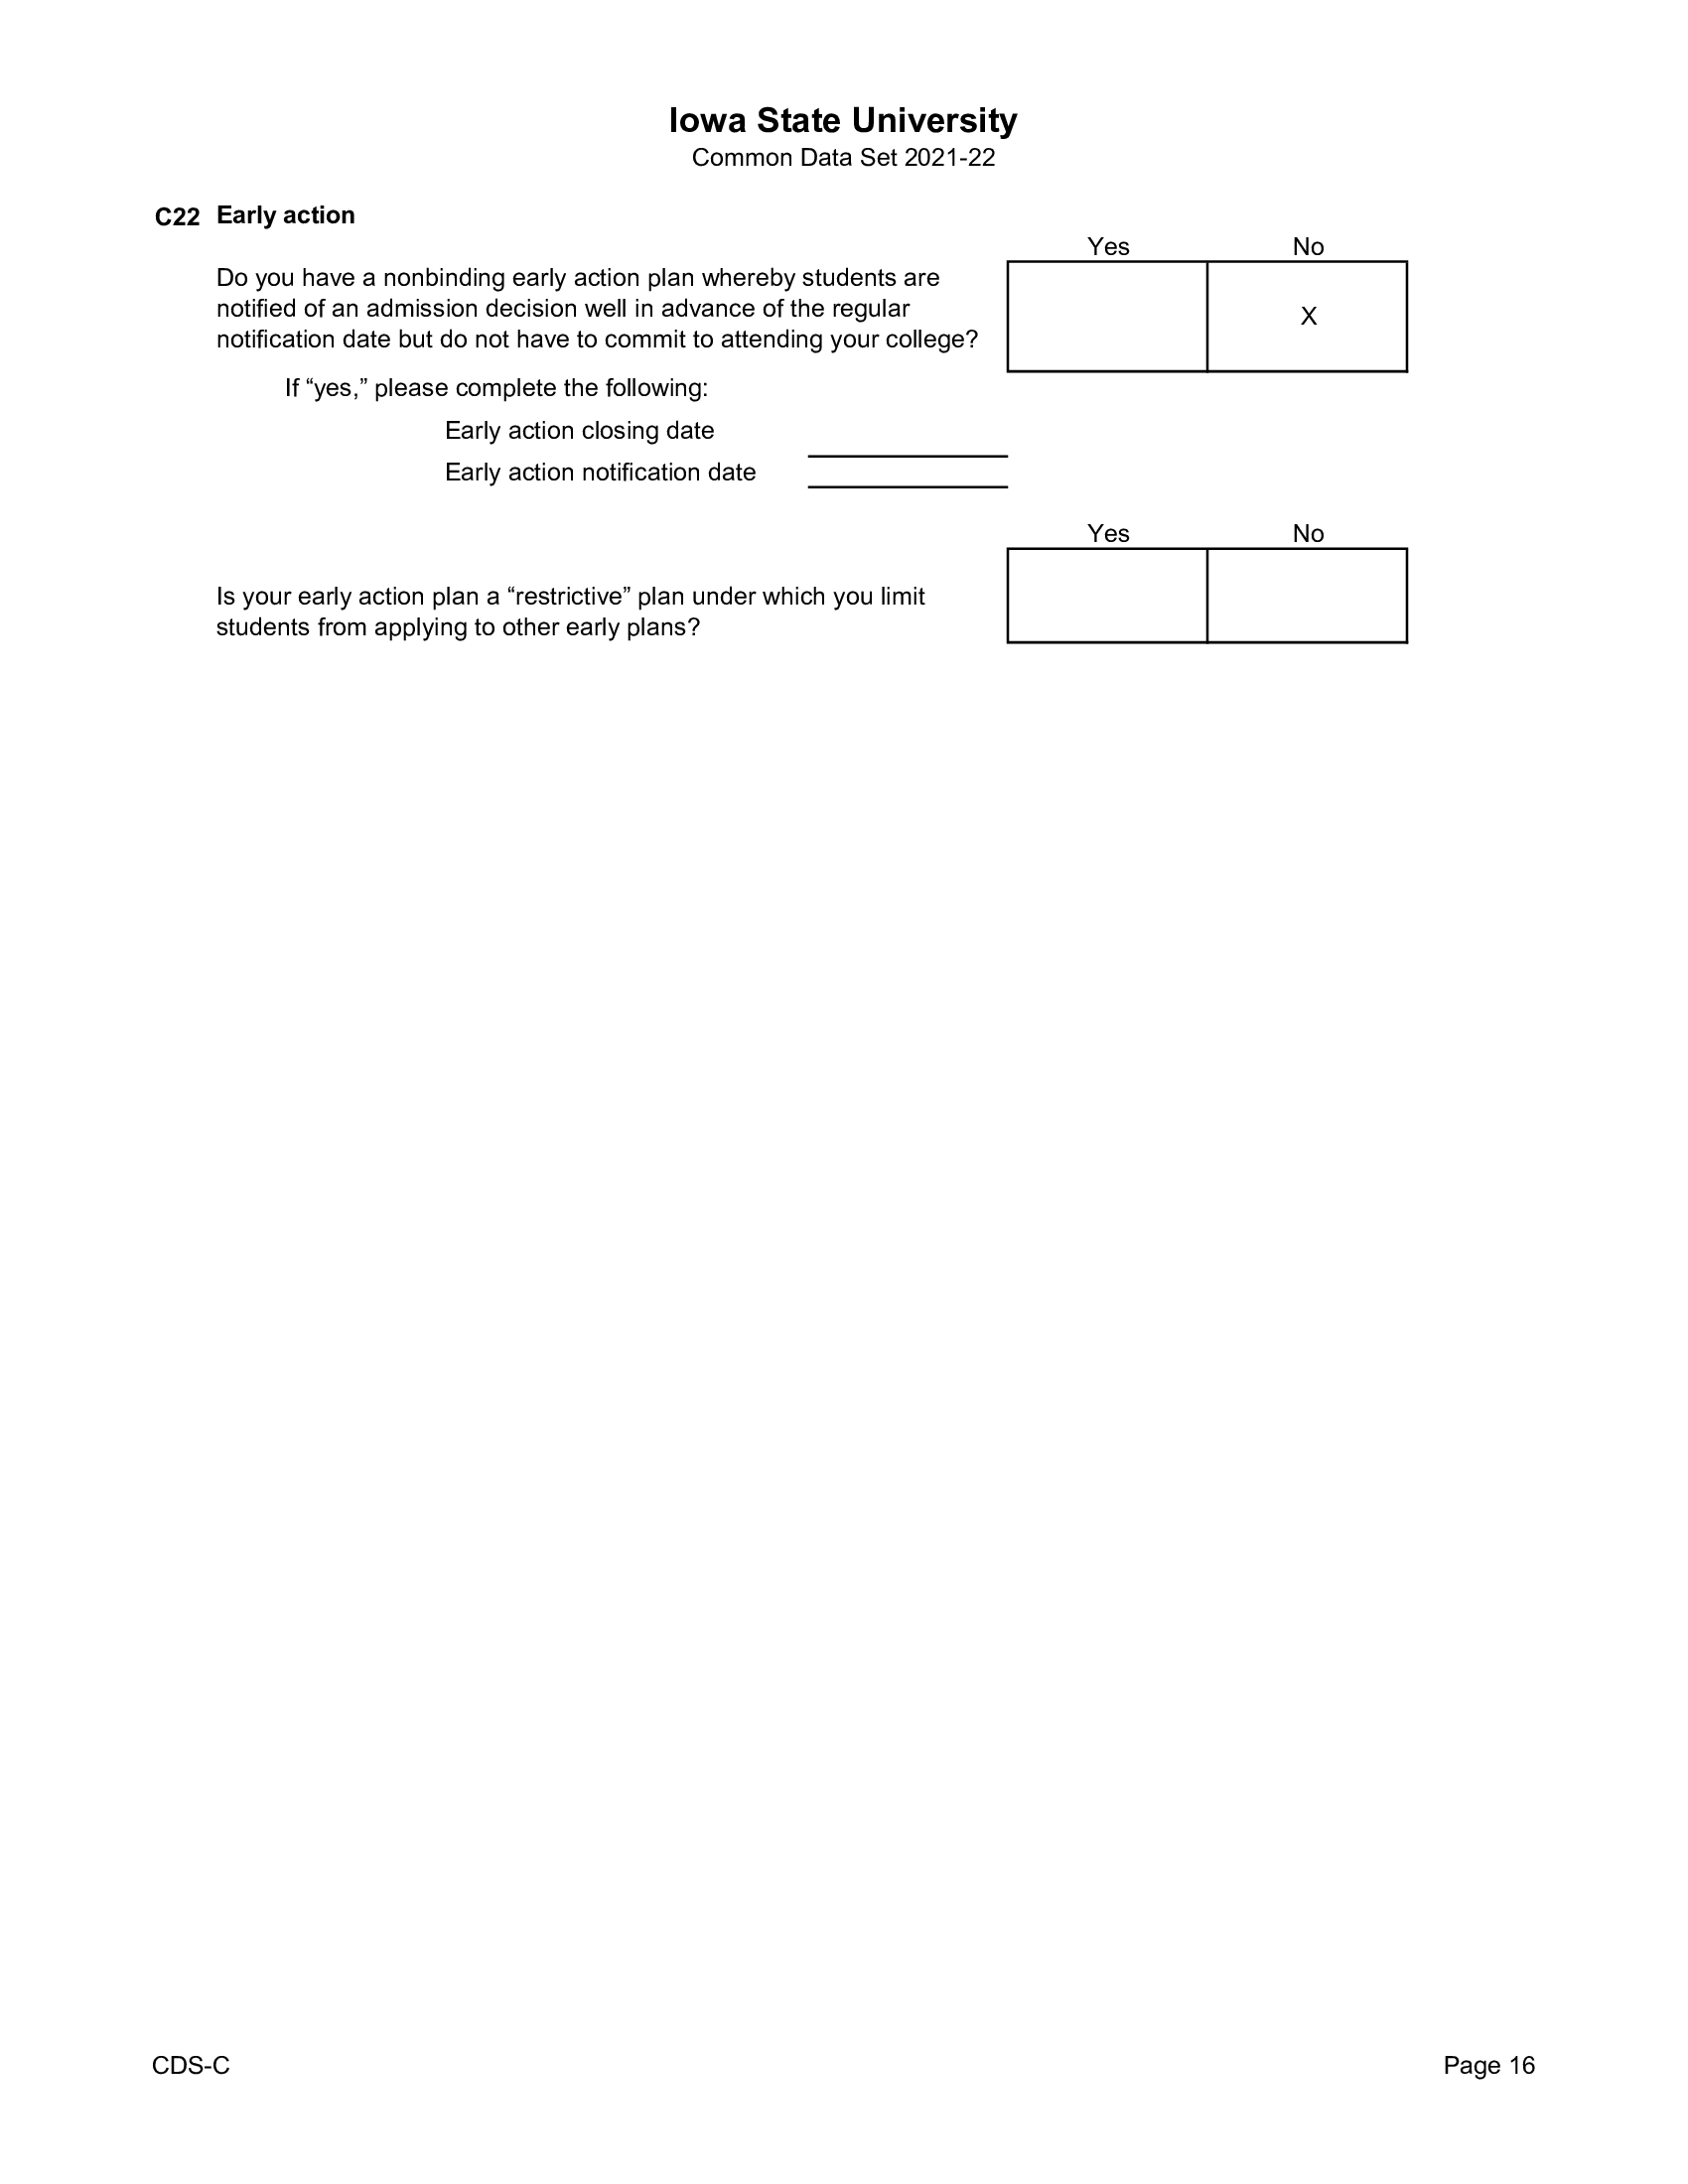 Iowa State University
Common Data Set 2021-22
C22 Early action
Yes No
Do you have a nonbinding early action plan whereby students are
notified of an admission decision well in advance of the regular
notification date but do not have to commit to attending your college?
X
If “yes,” please complete the following:
Early action closing date
Early action notification date
Yes No
Is your early action plan a “restrictive” plan under which you limit
students from applying to other early plans?
CDS-C Page 16